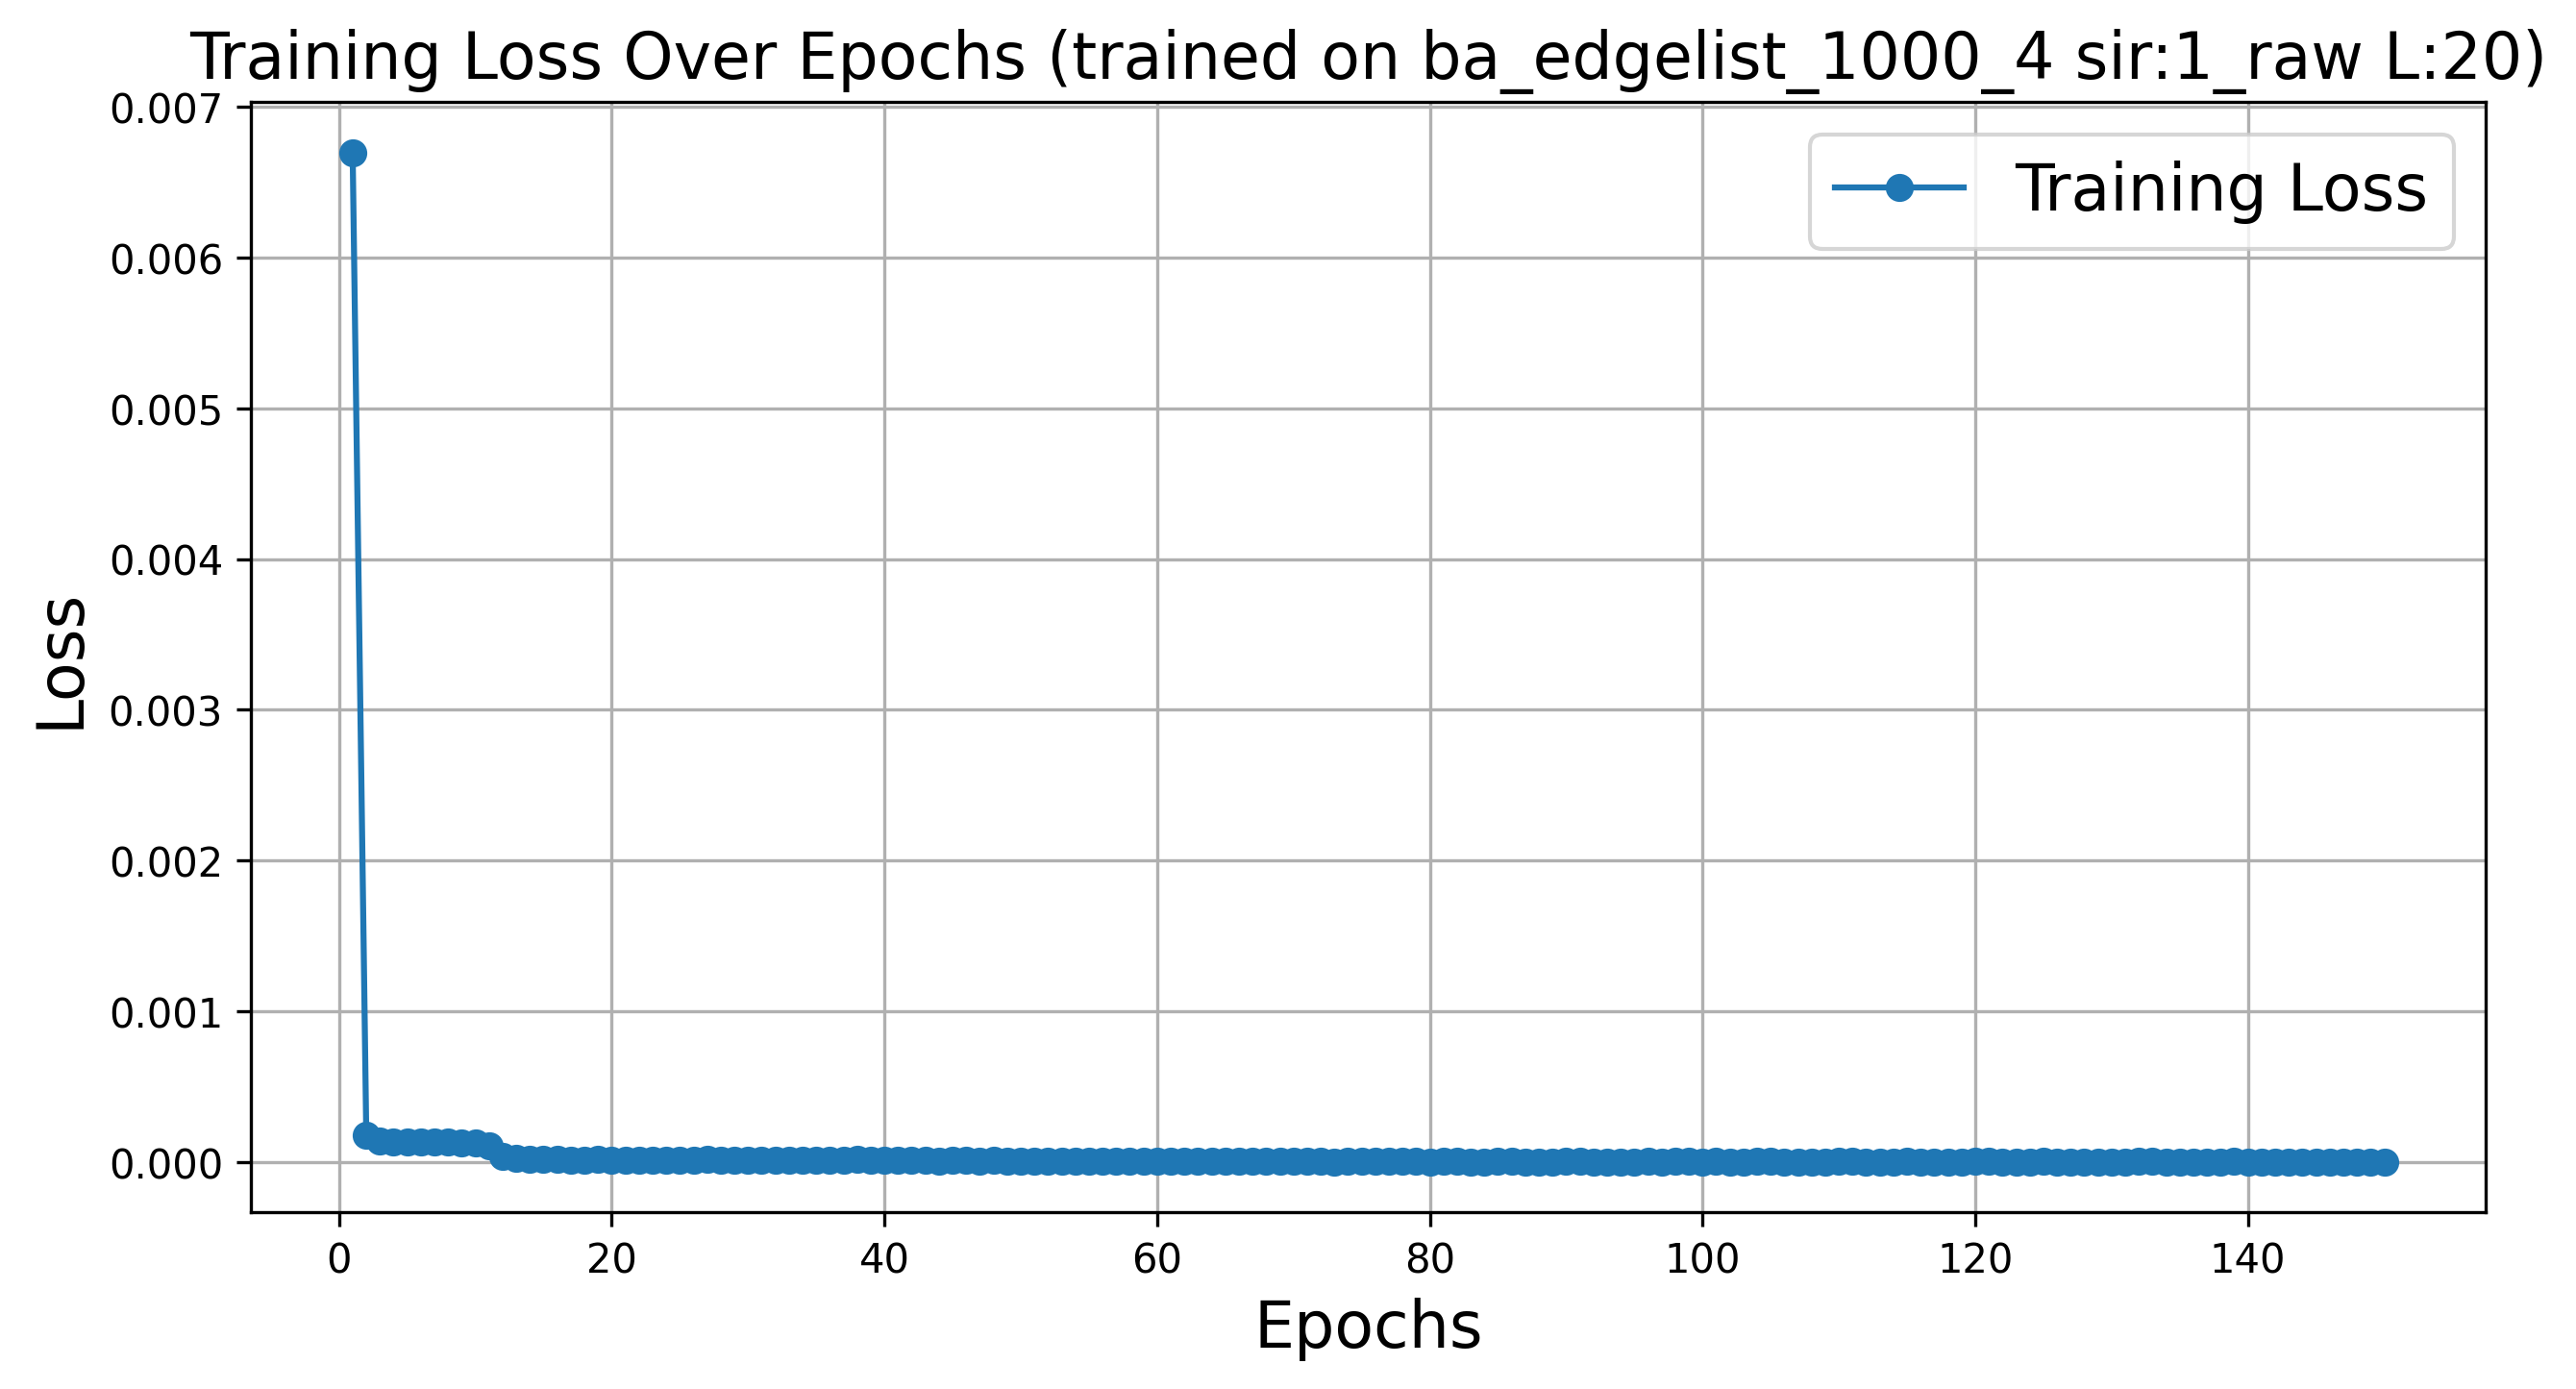 Training Loss Over Epochs (trained on ba_edgelist_1000_4 sir:1_raw L:20)
Training Loss
0.007
0.006
0.005
0.004
0.003
0.002
0.001
0.000
Loss
0 20 40 60 80 100 120 140
Epochs